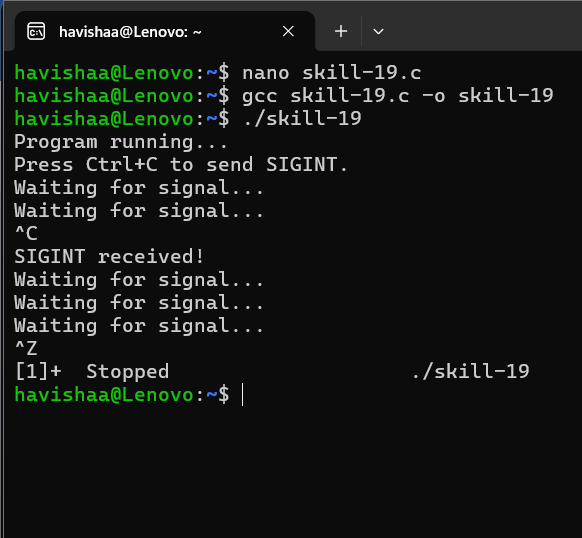 havishaa@Lenovo: ~
havishaa@Lenovo:~$ nano skill-19.c
havishaa@Lenovo:~$ gcc skill-19.c -o skill-19
havishaa@Lenovo:~$ ./skill-19
Program running...
Press Ctrl+C to send SIGINT.
Waiting for signal...
Waiting for signal...
^C
SIGINT received!
Waiting for signal...
Waiting for signal...
Waiting for signal...
^Z
[1]+  Stopped                 ./skill-19
havishaa@Lenovo:~$